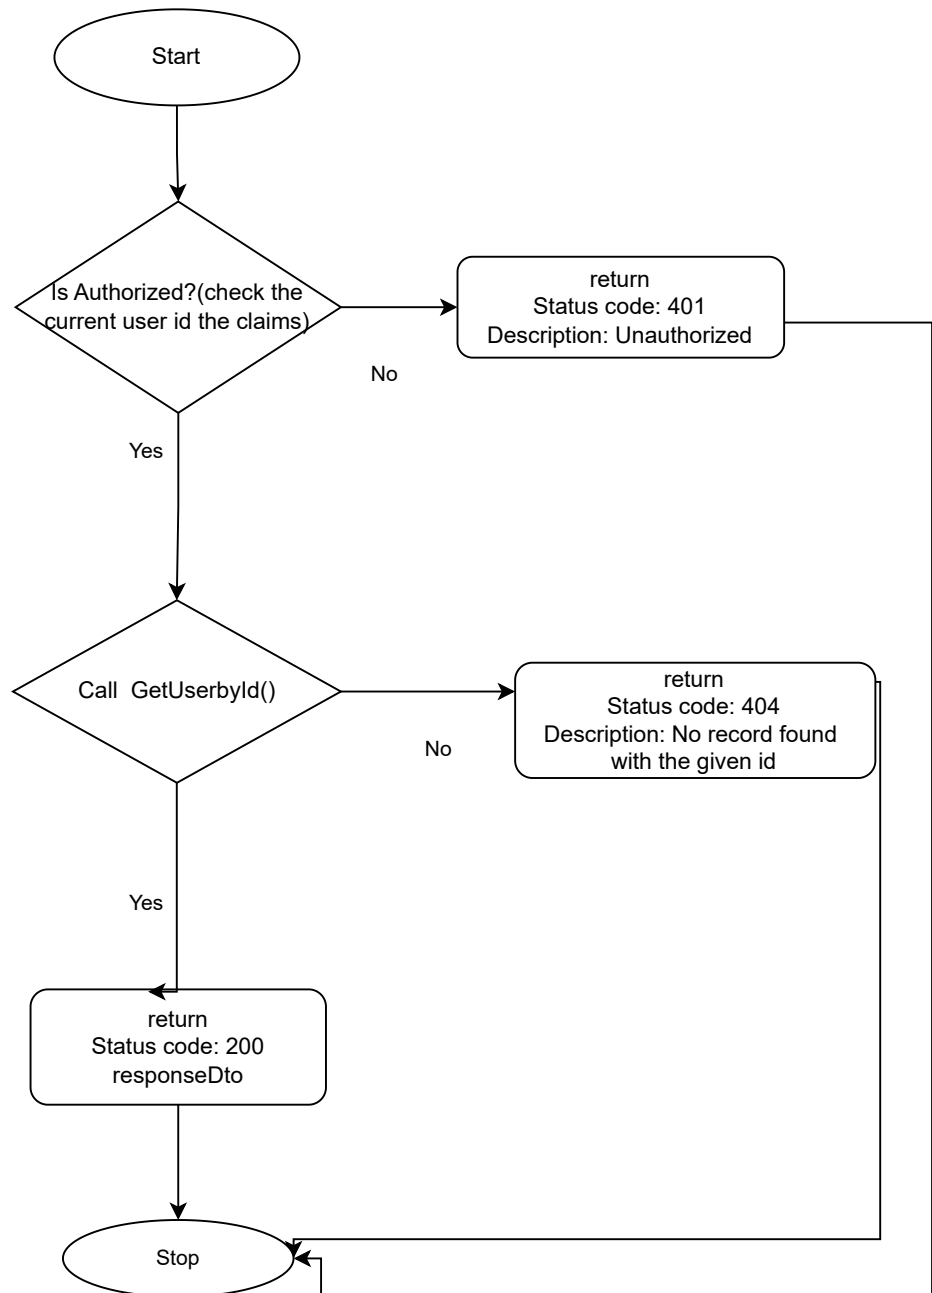 Start
Is Authorized?(check the
current user id the claims)
return
Status code: 401
Description: Unauthorized
No
Yes
Call  GetUserbyId()
return
Status code: 404
Description: No record found
with the given id
No
Yes
return
Status code: 200
responseDto
Stop